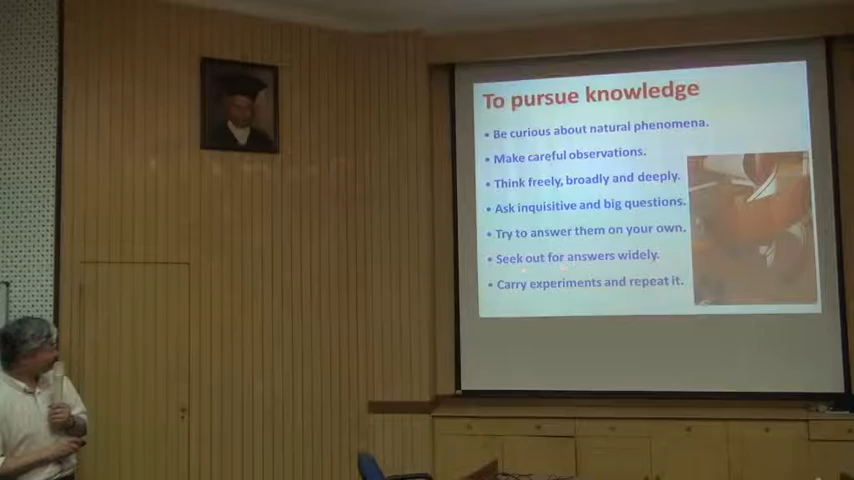 To pursue knowledge
• Be curious about natural phenomena.
• Make careful observations.
• Think freely, broadly and deeply.
• Ask inquisitive and big questions.
• Try to answer them on your own.
• Seek out for answers widely.
• Carry experiments and repeat it.